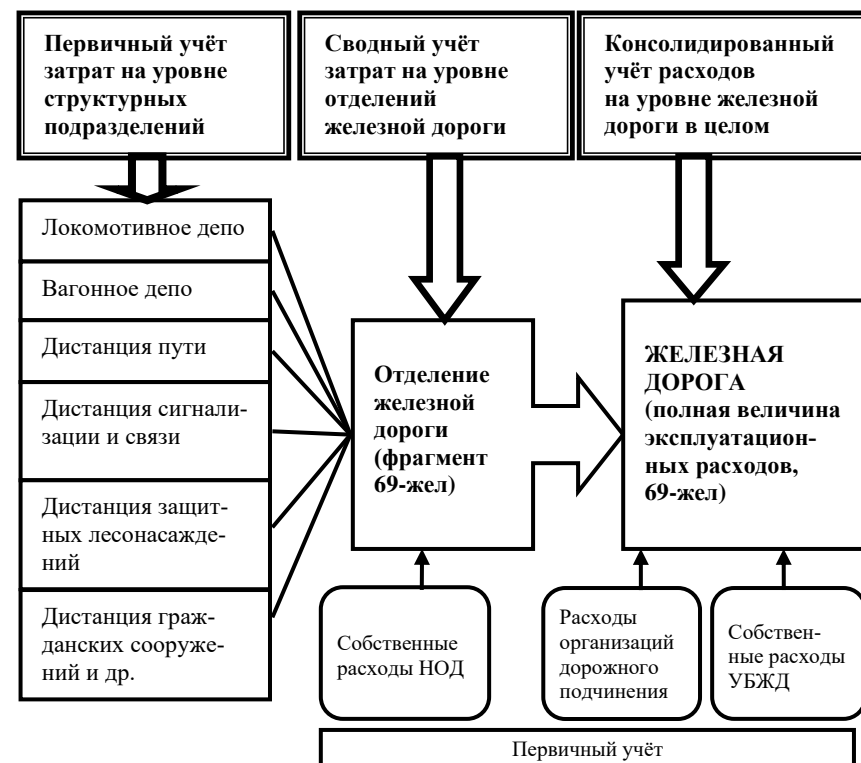 Первичный учёт
затрат на уровне
структурных
подразделений
Сводный учёт
затрат на уровне
отделений
железной дороги
Консолидированный
учёт расходов
на уровне железной
дороги в целом
Локомотивное депо
Вагонное депо
Дистанция пути
Дистанция сигнали-
зации и связи
Дистанция защит-
ных лесонасажде-
ний
Дистанция граж-
данских сооруже-
ний и др.
Отделение
железной
дороги
(фрагмент
69-жел)
ЖЕЛЕЗНАЯ
ДОРОГА
(полная величина
эксплуатацион-
ных расходов,
69-жел)
Собственные
расходы НОД
Расходы
организаций
дорожного
подчинения
Собствен-
ные расходы
УБЖД
Первичный учёт